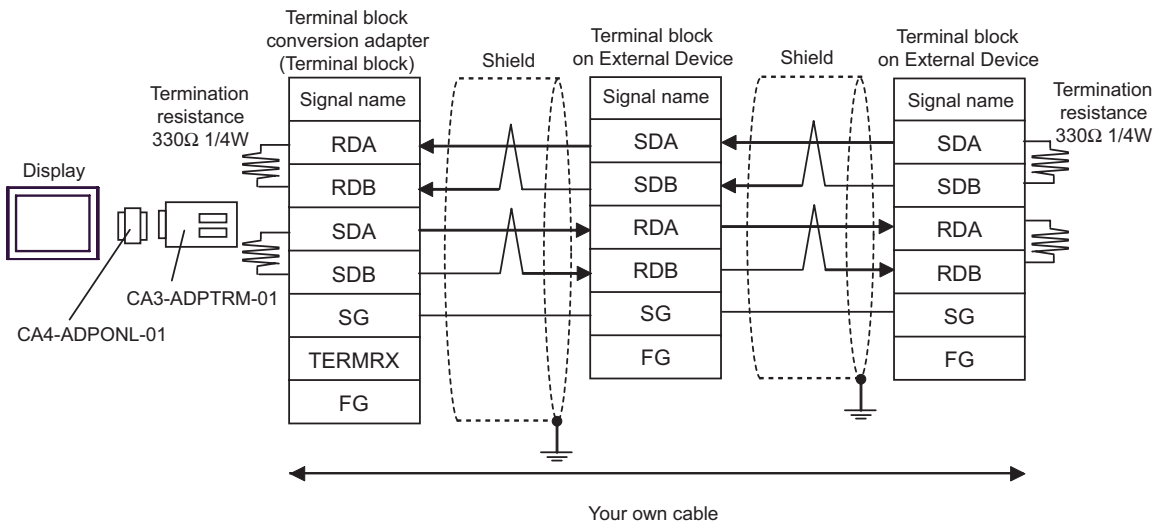 Terminal block
conversion adapter
(Terminal block)
Shield
Terminal block
on External Device
Shield
Terminal block
on External Device
Termination
resistance
330Ω 1/4W
Signal name
RDA
RDB
SDA
SDB
SG
TERMRX
FG
Signal name
SDA
SDB
RDA
RDB
SG
FG
Signal name
SDA
SDB
RDA
RDB
SG
FG
Termination
resistance
330Ω 1/4W
Display
CA3-ADPTRM-01
CA4-ADPONL-01
Your own cable